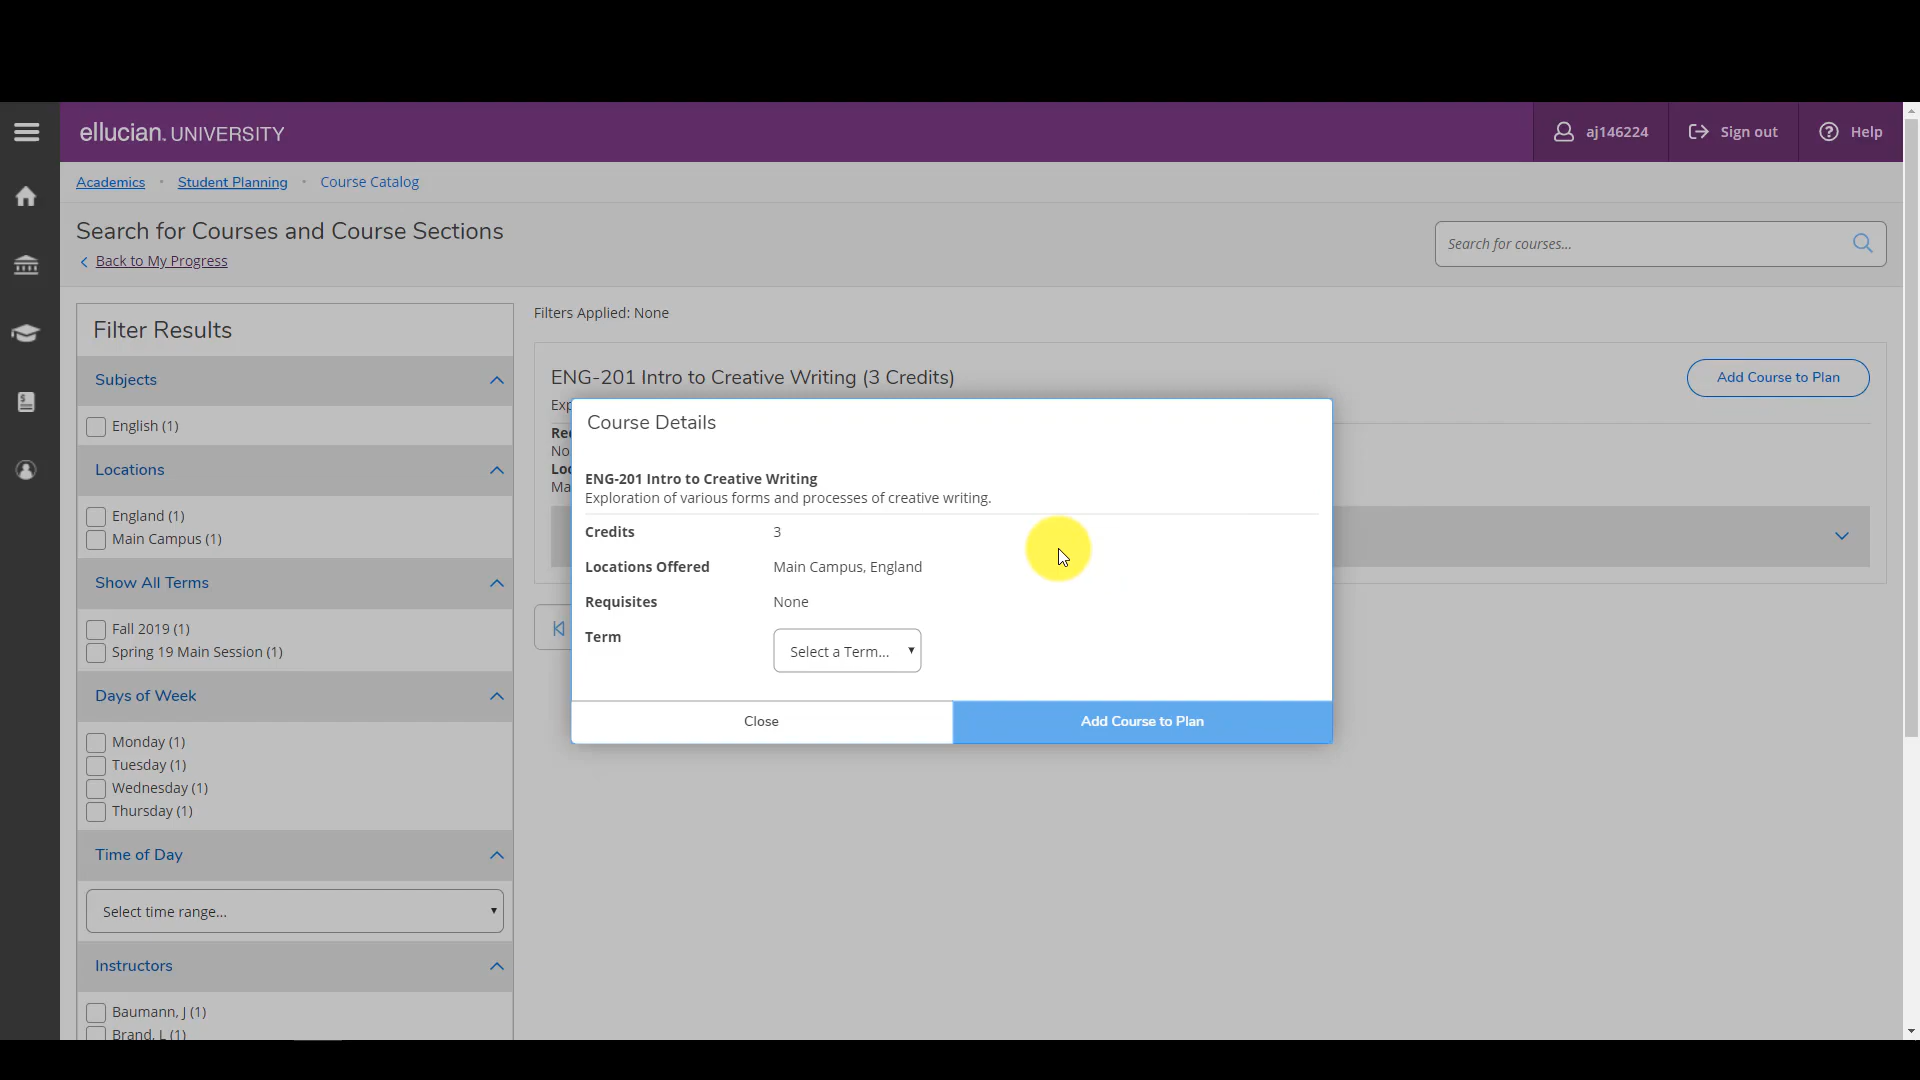 ellucian. UNIVERSITY
aj146224
Sign out
Help
Academics
Student Planning
Course Catalog
Search for Courses and Course Sections
Back to My Progress
Search for courses...
Filter Results
Subjects
English (1)
Locations
England (1)
Main Campus (1)
Show All Terms
Fall 2019 (1)
Spring 19 Main Session (1)
Days of Week
Monday (1)
Tuesday (1)
Wednesday (1)
Thursday (1)
Time of Day
Select time range...
Instructors
Baumann, J (1)
Brand, L (1)
Filters Applied: None
ENG-201 Intro to Creative Writing (3 Credits)
Add Course to Plan
Exp
Re
No
Lo
Ma
Course Details
ENG-201 Intro to Creative Writing
Exploration of various forms and processes of creative writing.
Credits 3
Locations Offered Main Campus, England
Requisites None
Term Select a Term...
Close
Add Course to Plan